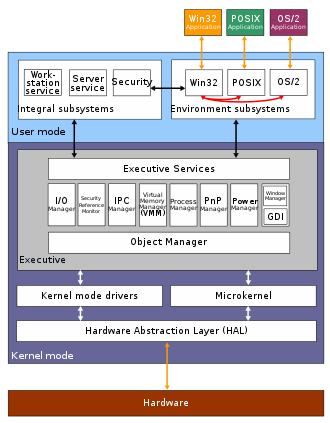 Win32
Application
POSIX
Application
OS/2
Application
Work-
station
service
Server
service
Security
Win32
POSIX
OS/2
Integral subsystems
Environment subsystems
User mode
Executive Services
I/O
Manager
Security
Reference
Monitor
IPC
Manager
Virtual
Memory
Manager
(VMM)
Process
Manager
PnP
Manager
Power
Manager
Window
Manager
GDI
Object Manager
Executive
Kernel mode drivers
Microkernel
Hardware Abstraction Layer (HAL)
Kernel mode
Hardware